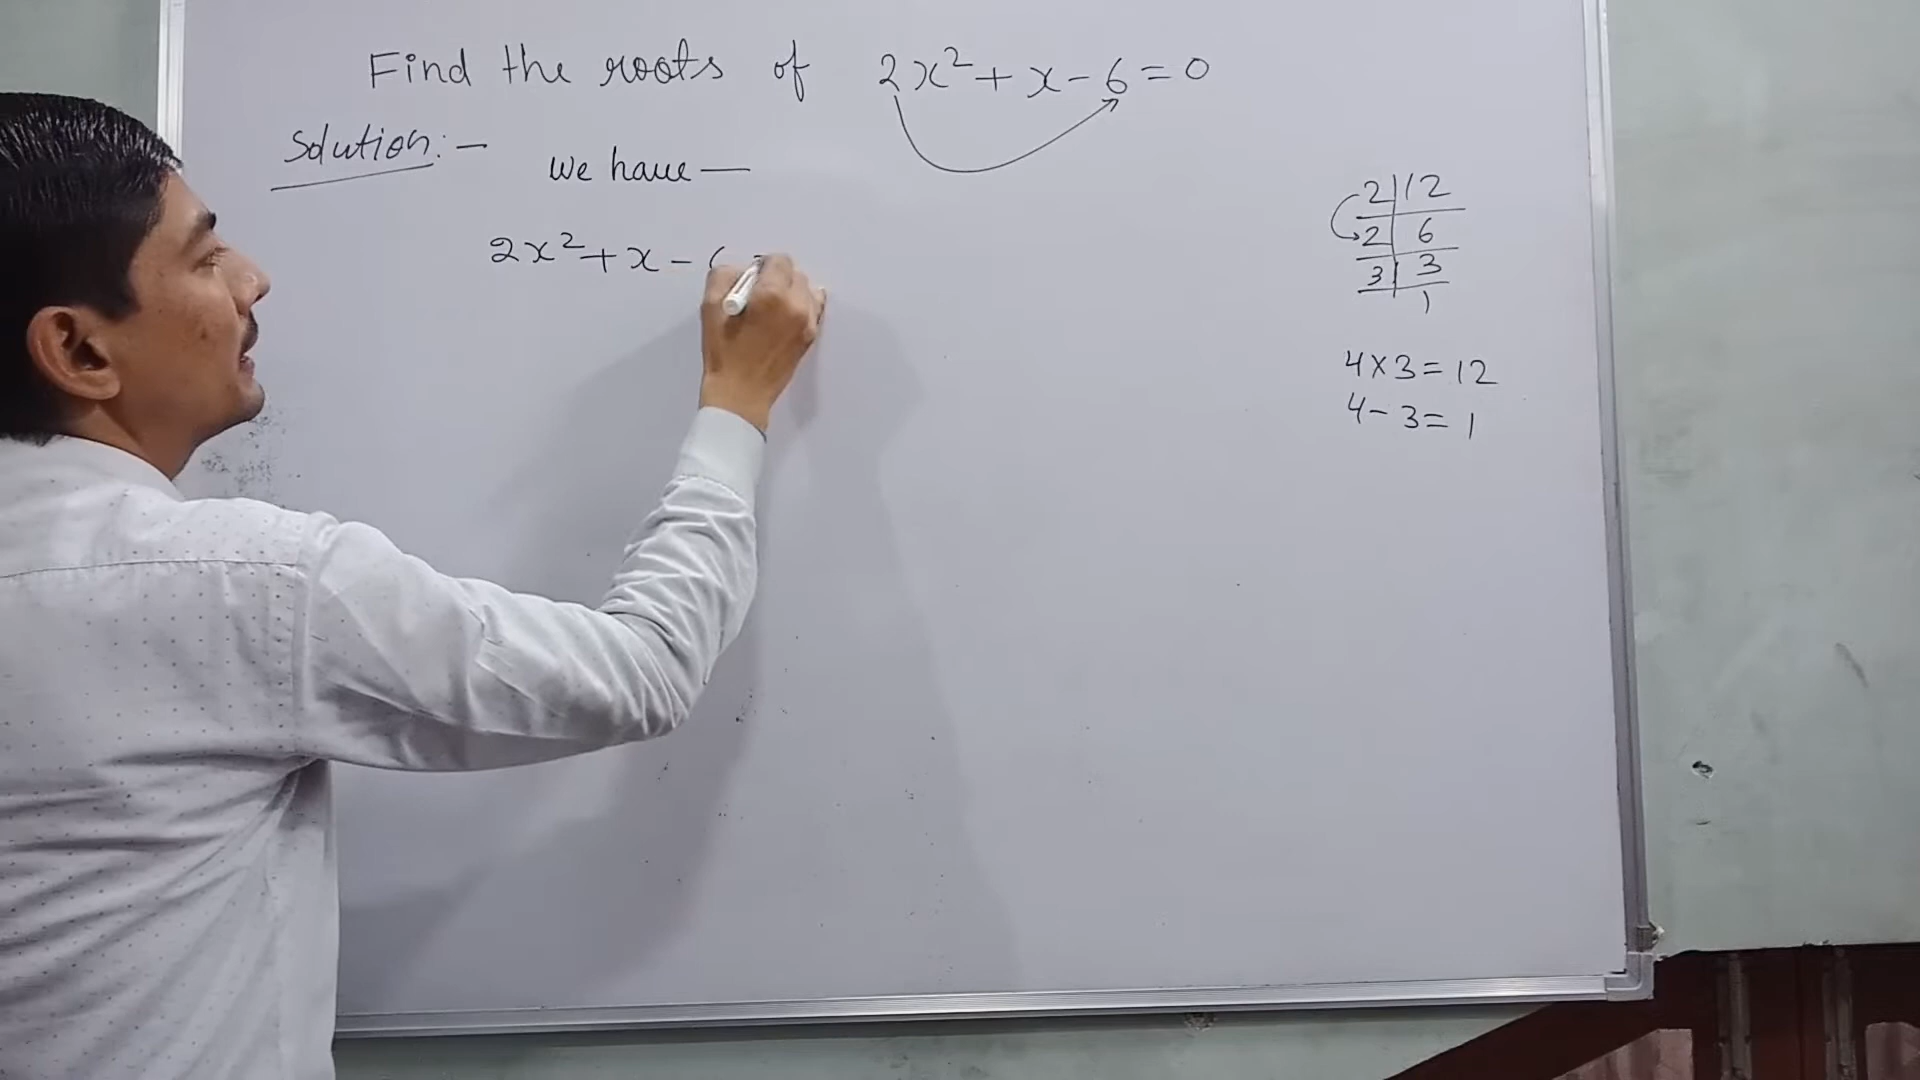 Find the roots of 2x²+x-6=0
Solution:-
we have—
2x²+x-6=
2|12
2|6
3|3
1
4×3=12
4-3=1